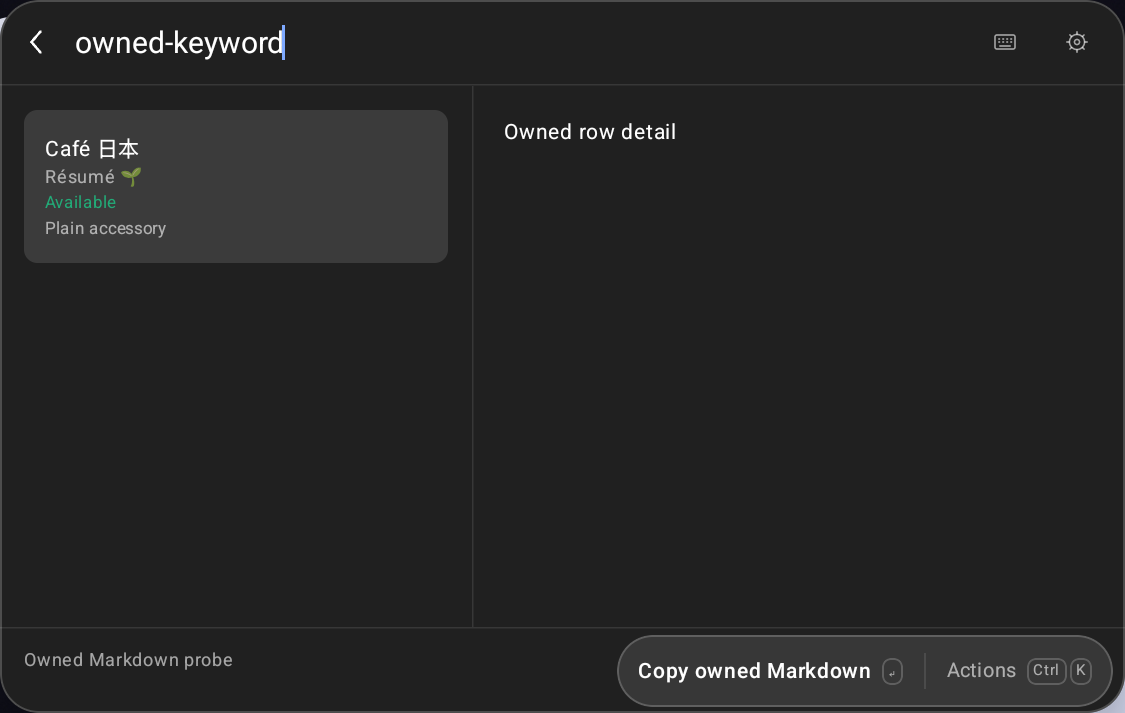 owned-keyword
Café 日本
Résumé 🌱
Available
Plain accessory
Owned row detail
Owned Markdown probe
Copy owned Markdown ↵
Actions Ctrl K